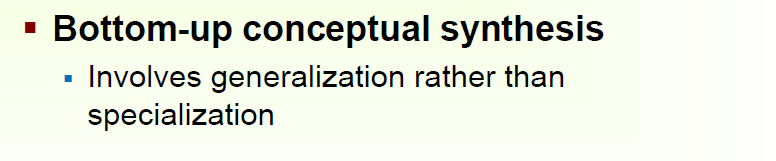 ▪ Bottom-up conceptual synthesis
▪ Involves generalization rather than
specialization